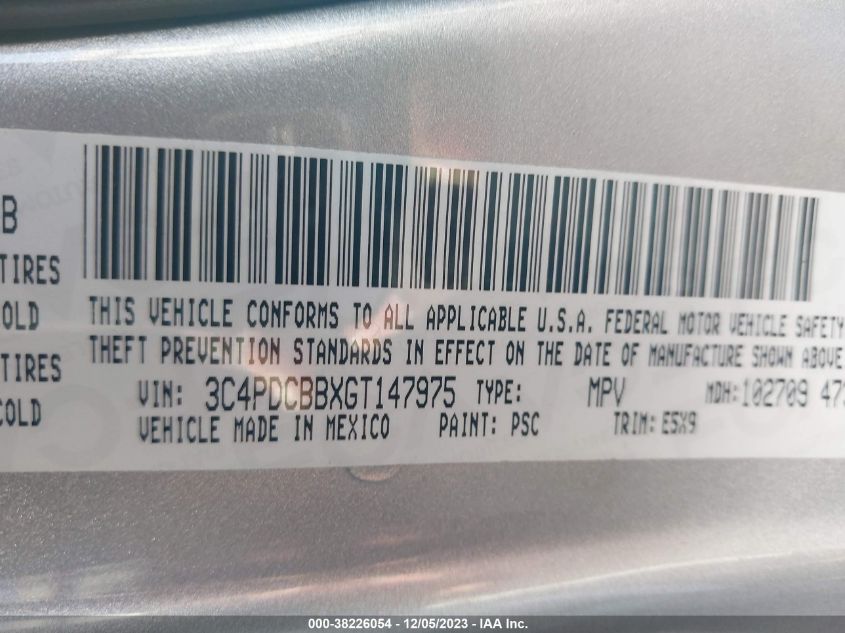 B
TIRES
OLD
TIRES
COLD
THIS VEHICLE CONFORMS TO ALL APPLICABLE U.S.A. FEDERAL MOTOR VEHICLE SAFETY
THEFT PREVENTION STANDARDS IN EFFECT ON THE DATE OF MANUFACTURE SHOWN ABOVE
VIN: 3C4PDCBBXGT147975 TYPE: MPV MDH:102709 473
VEHICLE MADE IN MEXICO PAINT: PSC TRIM: E5X9
000-38226054 - 12/05/2023 - IAA Inc.